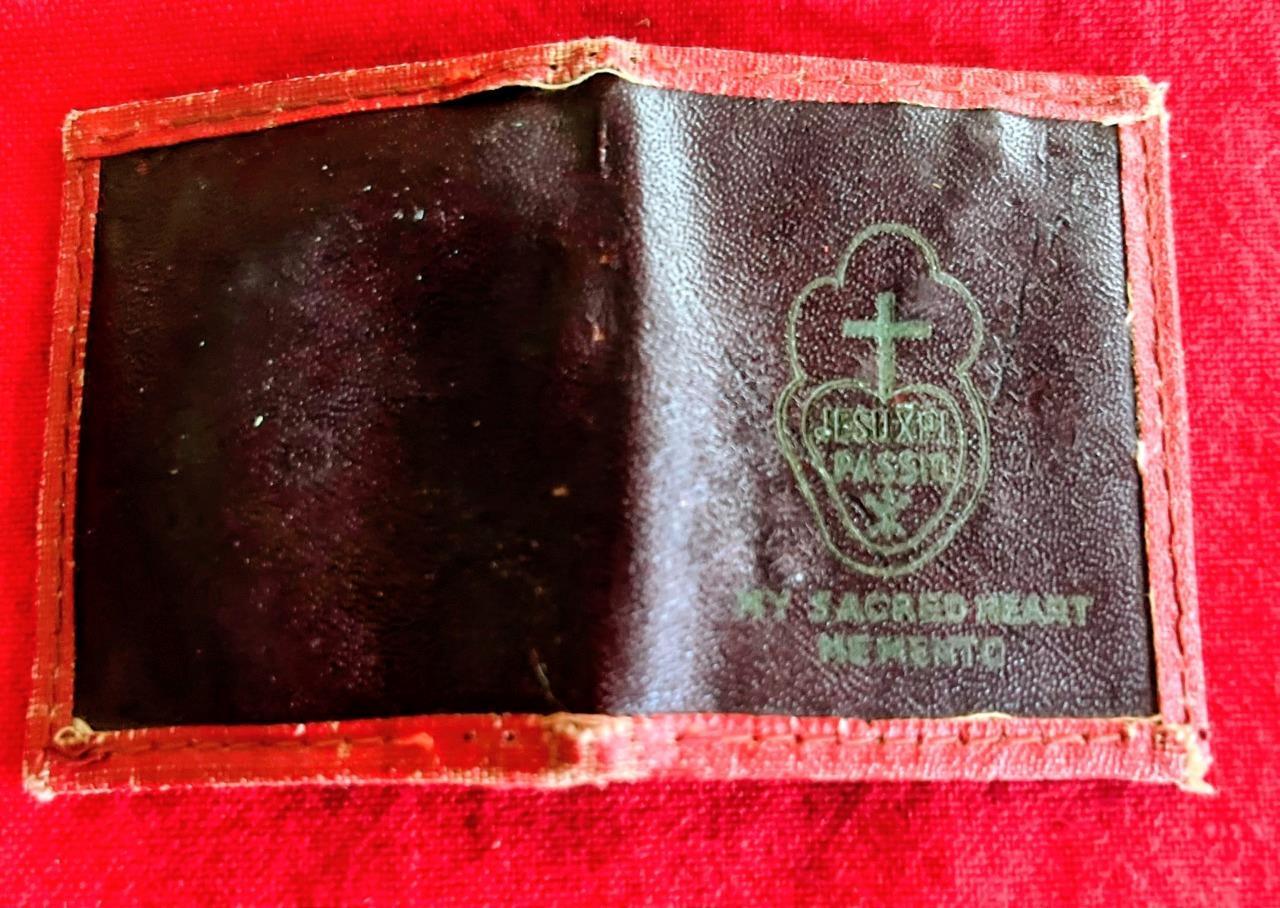 JESU XPI
PASSIO
MY SACRED HEART
MEMENTO